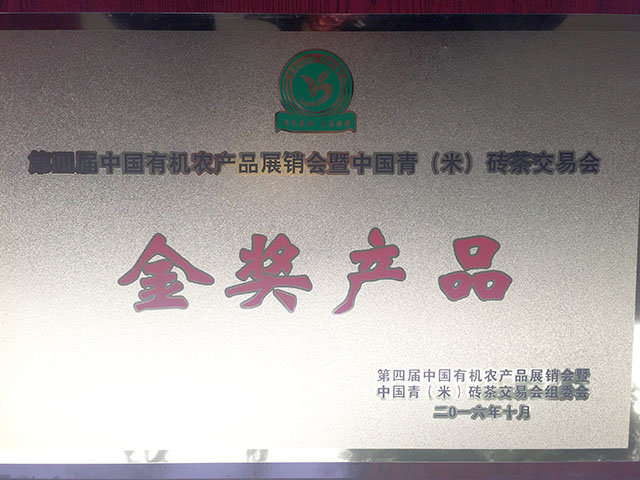 第四届中国有机农产品展销会暨中国青（米）砖茶交易会
金奖产品
第四届中国有机农产品展销会暨
中国青（米）砖茶交易会组委会
二0一六年十月